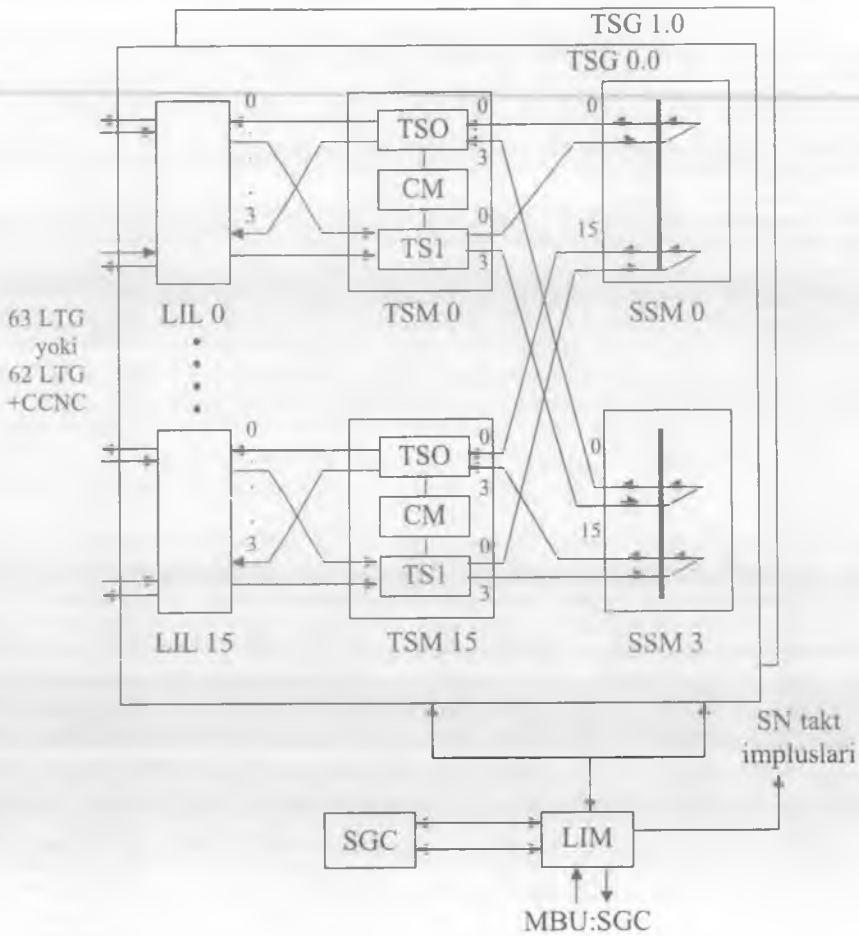 TSG 1.0
TSG 0.0
0
.
.
.
3
TSO
CM
TS1
0
3
0
3
0
15
LIL 0
TSM 0
SSM 0
63 LTG
yoki
62 LTG
+CCNC
0
.
.
.
3
TSO
CM
TS1
0
3
0
3
0
15
LIL 15
TSM 15
SSM 3
SN takt
impluslari
SGC
LIM
MBU:SGC